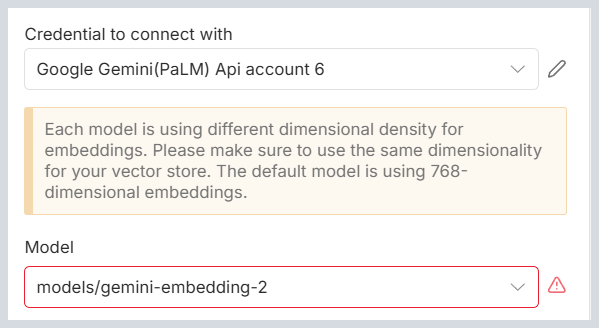 Credential to connect with
Google Gemini(PaLM) Api account 6
Each model is using different dimensional density for
embeddings. Please make sure to use the same dimensionality
for your vector store. The default model is using 768-
dimensional embeddings.
Model
models/gemini-embedding-2